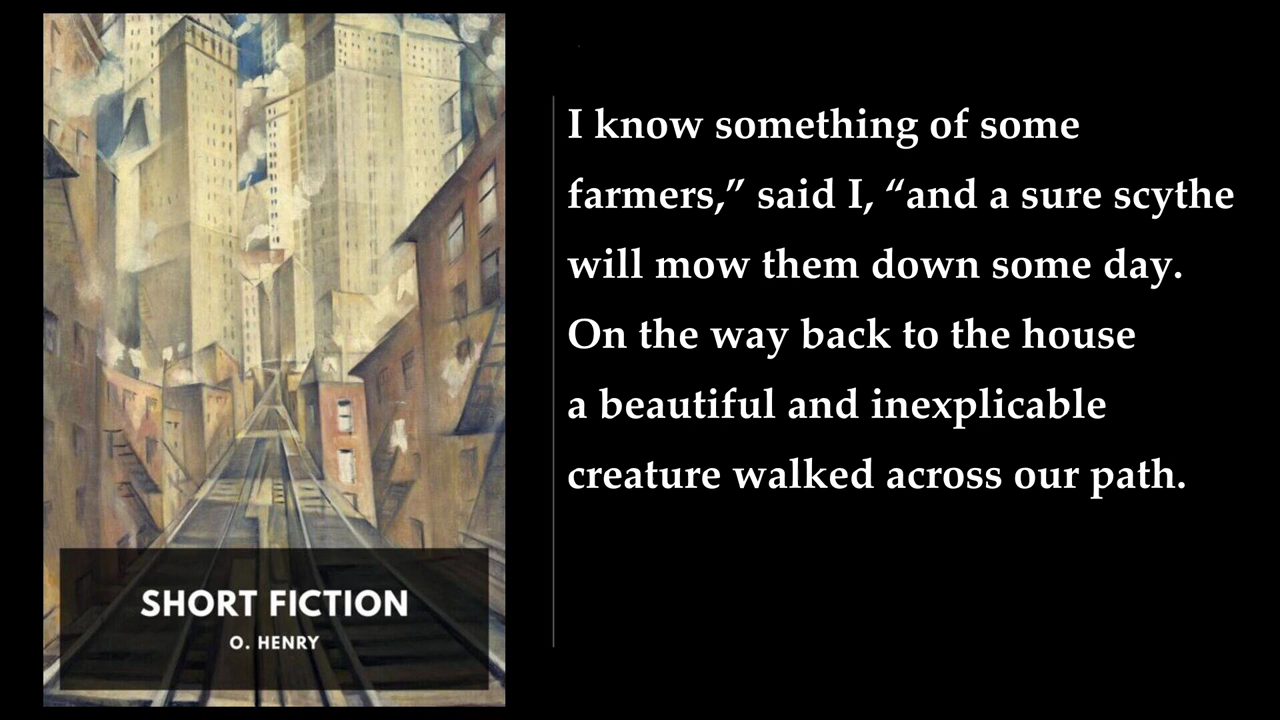 SHORT FICTION
O. HENRY
I know something of some
farmers,” said I, “and a sure scythe
will mow them down some day.
On the way back to the house
a beautiful and inexplicable
creature walked across our path.